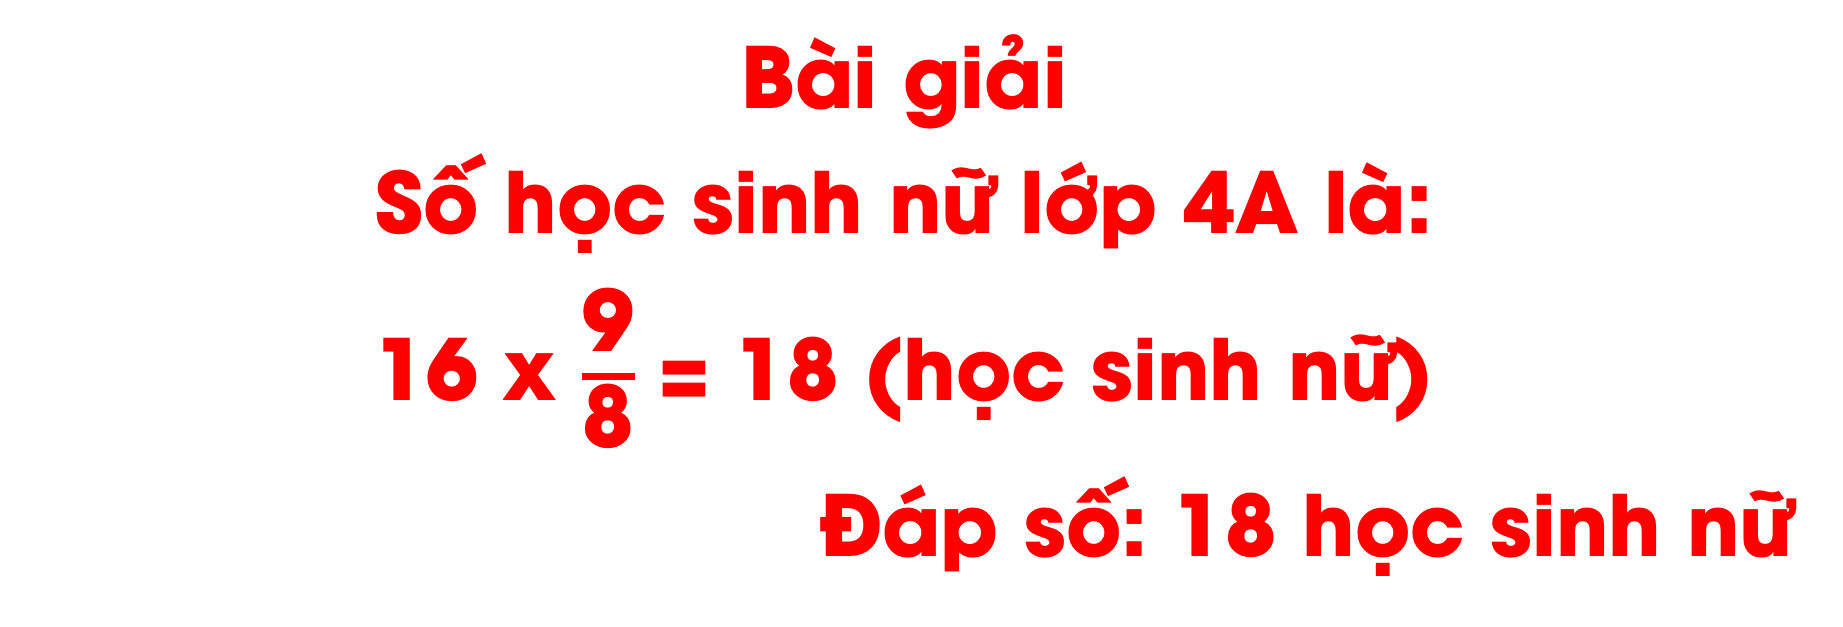 Bài giải
Số học sinh nữ lớp 4A là:
16 x 9/8 = 18 (học sinh nữ)
Đáp số: 18 học sinh nữ